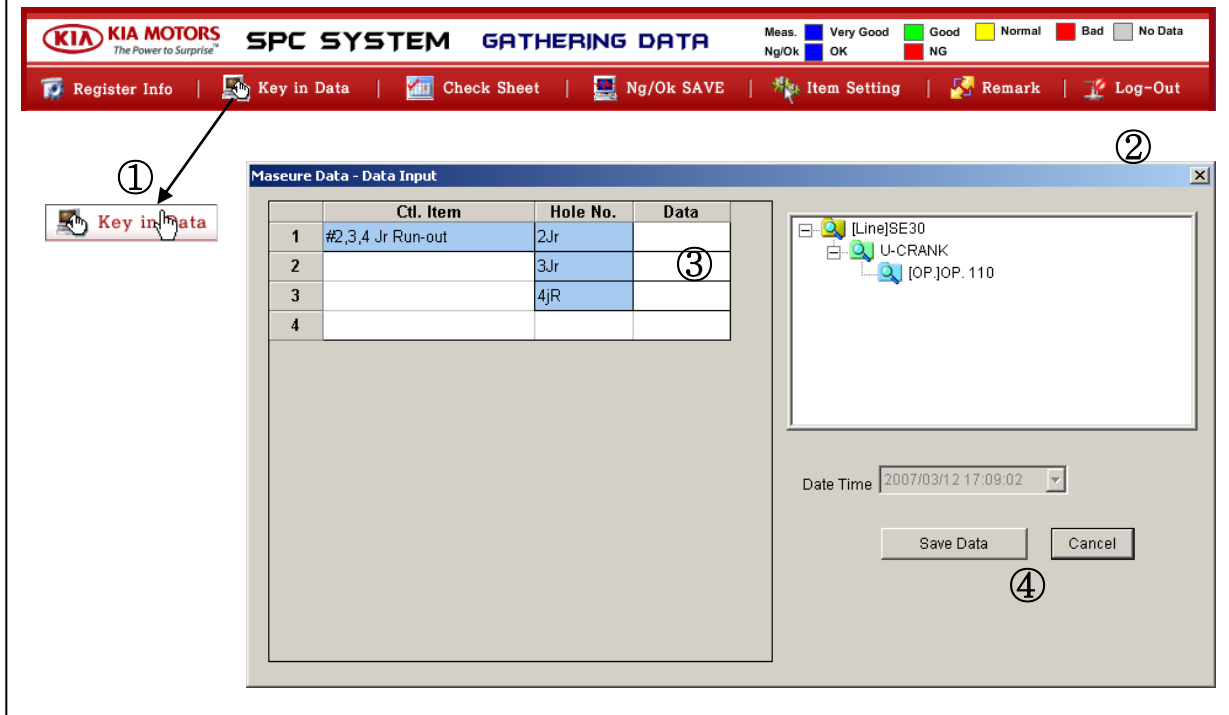 KIA KIA MOTORS
The Power to Surprise™
SPC SYSTEM GATHERING DATA
Meas. Very Good Good Normal Bad No Data
Ng/Ok OK NG
Register Info | Key in Data | Check Sheet | Ng/Ok SAVE | Item Setting | Remark | Log-Out
①
Key in Data
②
Maseure Data - Data Input
Ctl. Item Hole No. Data
1 #2,3,4 Jr Run-out 2Jr
2 3Jr
3 4jR
4
③
[Line]SE30
U-CRANK
[OP.]OP. 110
Date Time 2007/03/12 17:09:02
Save Data Cancel
④